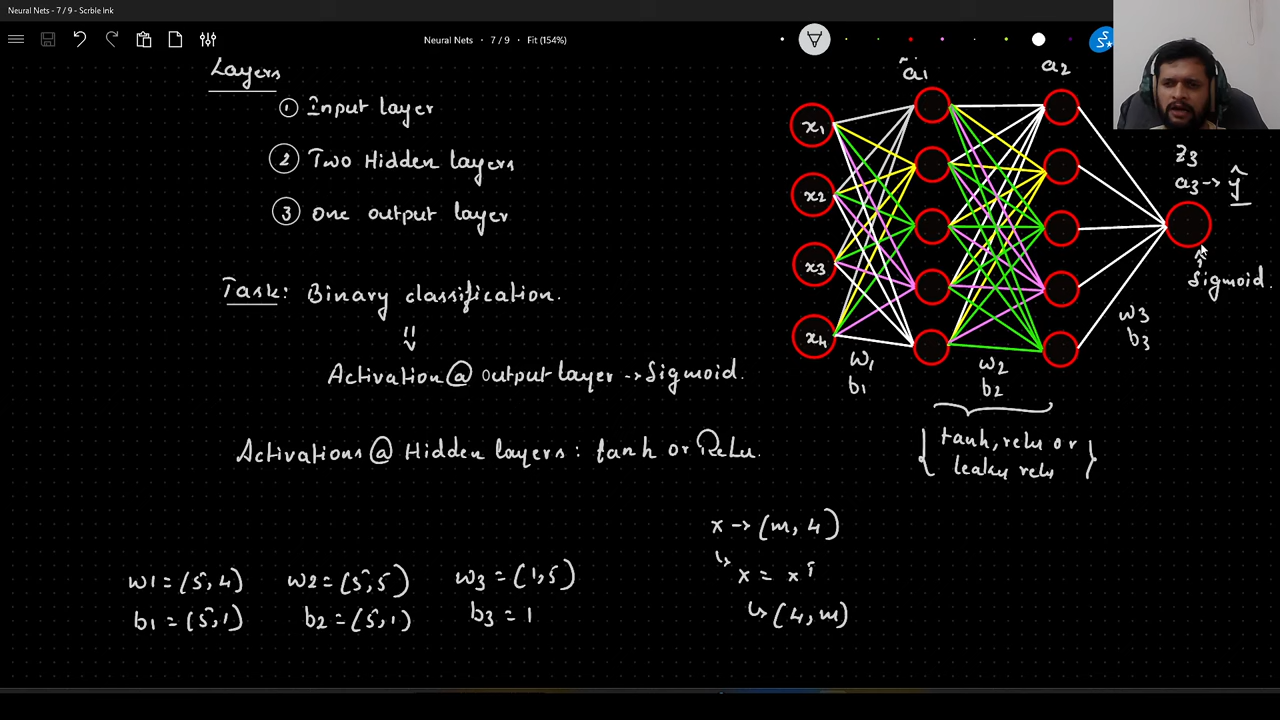 Neural Nets - 7 / 9 - Scrble Ink
Neural Nets • 7 / 9 • Fit (154%)
Layers
① Input layer
② Two Hidden layers
③ One output layer
Task: Binary classification.
Activation @ output layer → Sigmoid.
Activations @ Hidden layers : tanh or ReLu.
w1 = (5, 4) w2 = (5, 5) w3 = (1, 5)
b1 = (5, 1) b2 = (5, 1) b3 = 1
x → (m, 4)
x = xᵀ
↳ (4, m)
a1 a2
x1
x2
x3
x4
z3
a3 → ŷ
Sigmoid.
w1 w2 w3
b1 b2 b3
{ tanh, relu or
leaky relu }